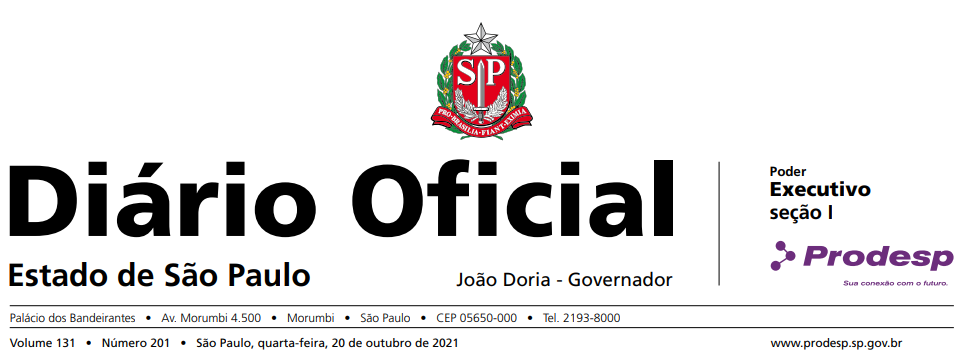 SP
PRO·BRASILIA·FIANT·EXIMIA
Diário Oficial
Estado de São Paulo
João Doria - Governador
Poder
Executivo
seção I
Prodesp
Sua conexão com o futuro.
Palácio dos Bandeirantes • Av. Morumbi 4.500 • Morumbi • São Paulo • CEP 05650-000 • Tel. 2193-8000
Volume 131 • Número 201 • São Paulo, quarta-feira, 20 de outubro de 2021
www.prodesp.sp.gov.br